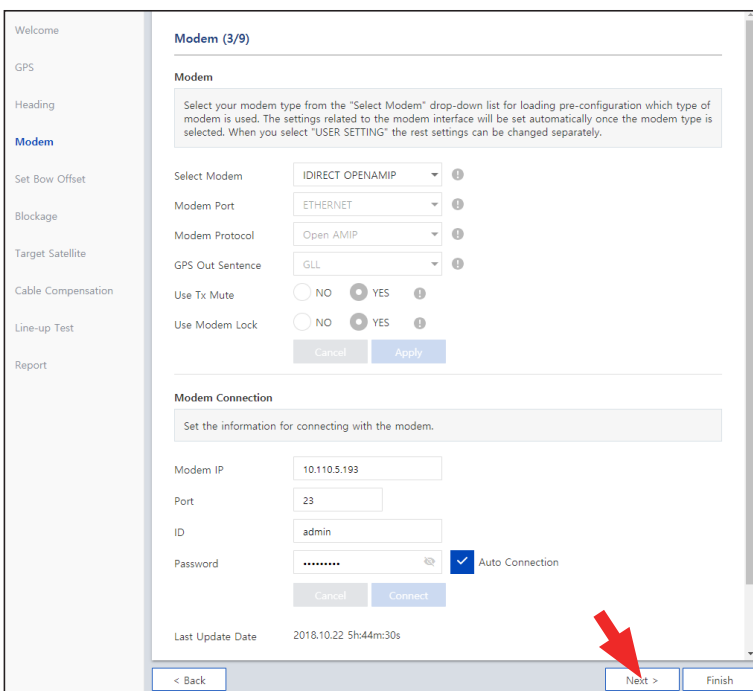 Welcome
GPS
Heading
Modem
Set Bow Offset
Blockage
Target Satellite
Cable Compensation
Line-up Test
Report
Modem (3/9)
Modem
Select your modem type from the "Select Modem" drop-down list for loading pre-configuration which type of
modem is used. The settings related to the modem interface will be set automatically once the modem type is
selected. When you select "USER SETTING" the rest settings can be changed separately.
Select Modem IDIRECT OPENAMIP
Modem Port ETHERNET
Modem Protocol Open AMIP
GPS Out Sentence GLL
Use Tx Mute NO YES
Use Modem Lock NO YES
Cancel Apply
Modem Connection
Set the information for connecting with the modem.
Modem IP 10.110.5.193
Port 23
ID admin
Password ••••••••• Auto Connection
Cancel Connect
Last Update Date 2018.10.22 5h:44m:30s
< Back Next > Finish